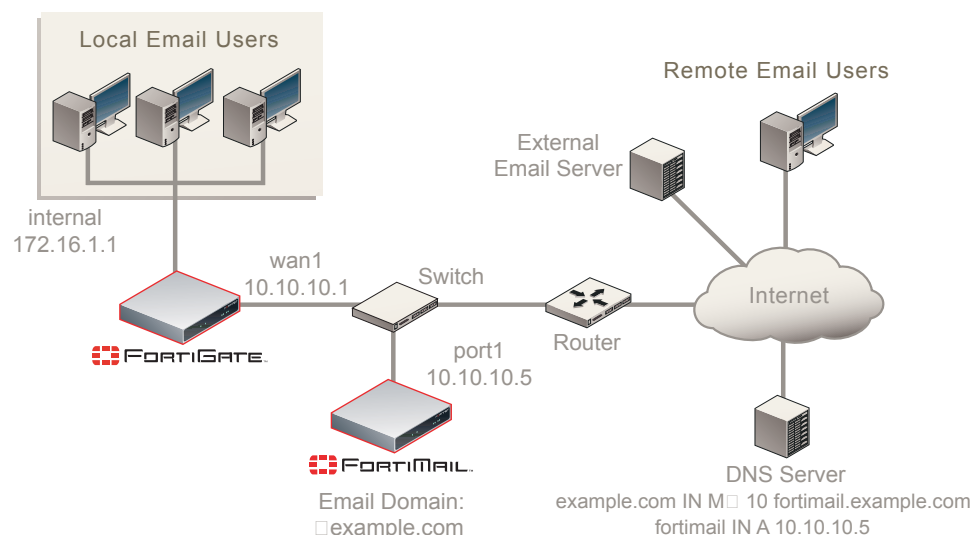 Local Email Users
Remote Email Users
External
Email Server
internal
172.16.1.1
wan1
10.10.10.1
Switch
Internet
port1
10.10.10.5
Router
FORTIGATE
FORTIMAIL
DNS Server
Email Domain:
□example.com
example.com IN M□ 10 fortimail.example.com
fortimail IN A 10.10.10.5